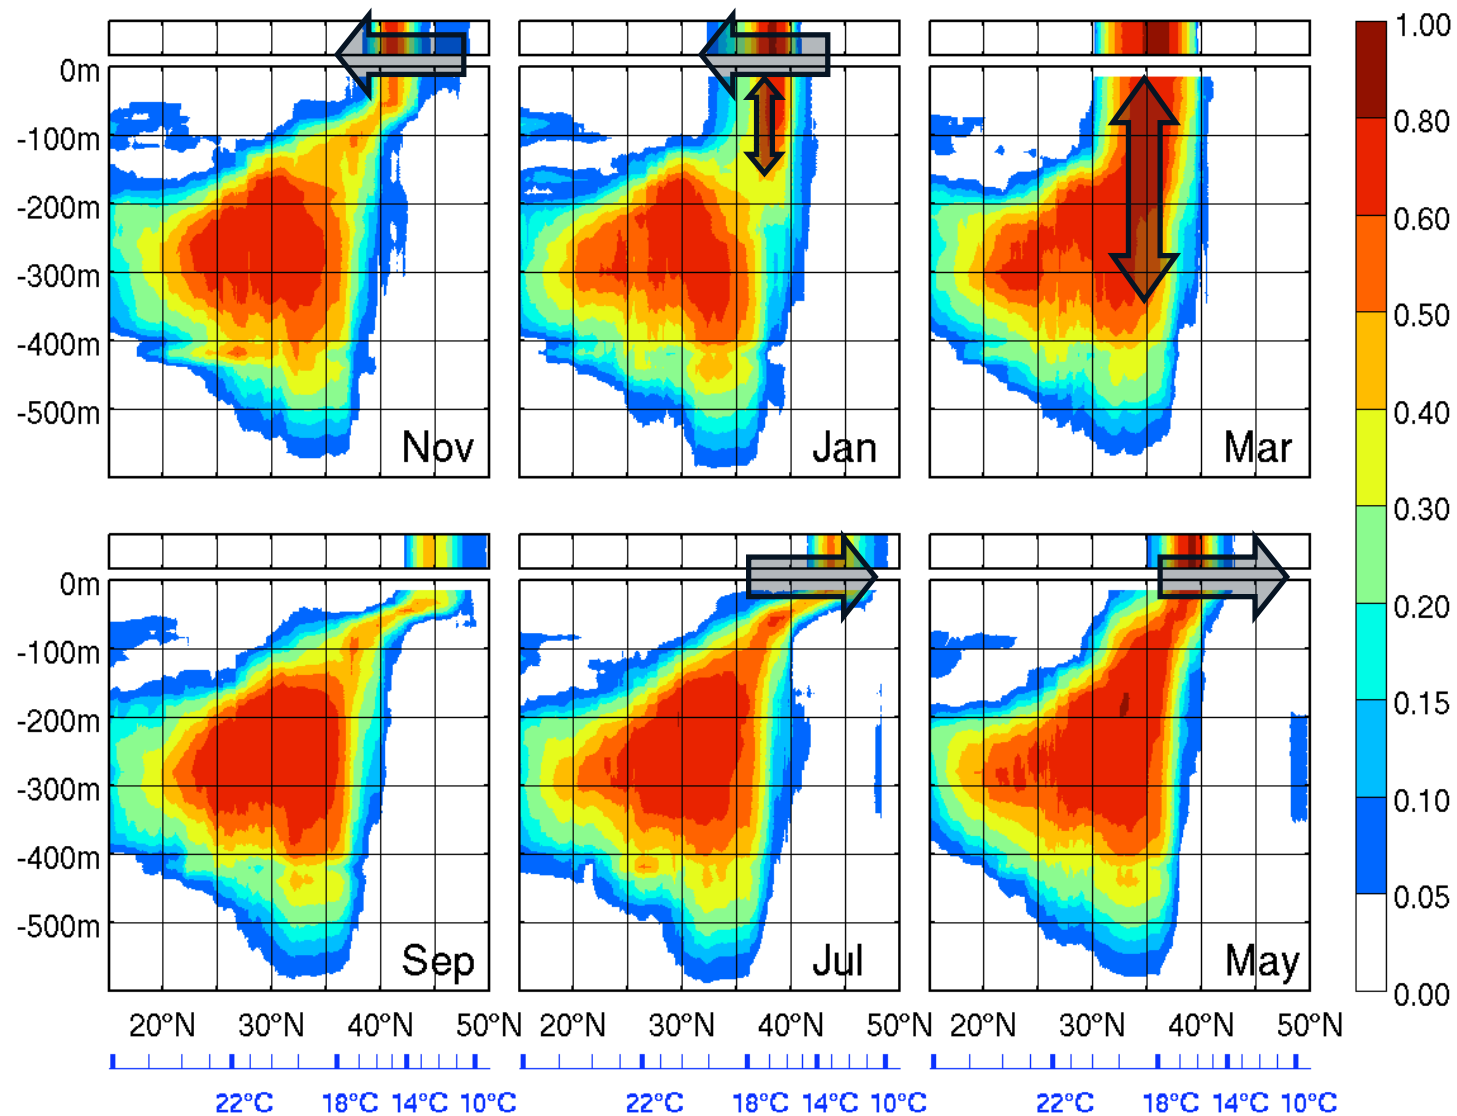 1.00
0m
-100m
-200m
-300m
-400m
-500m
Nov
Jan
Mar
0.80
0.60
0.50
0.40
0.30
0.20
0.15
0.10
0.05
0.00
0m
-100m
-200m
-300m
-400m
-500m
Sep
Jul
May
20°N 30°N 40°N 50°N 20°N 30°N 40°N 50°N 20°N 30°N 40°N 50°N
22°C 18°C 14°C 10°C 22°C 18°C 14°C 10°C 22°C 18°C 14°C 10°C